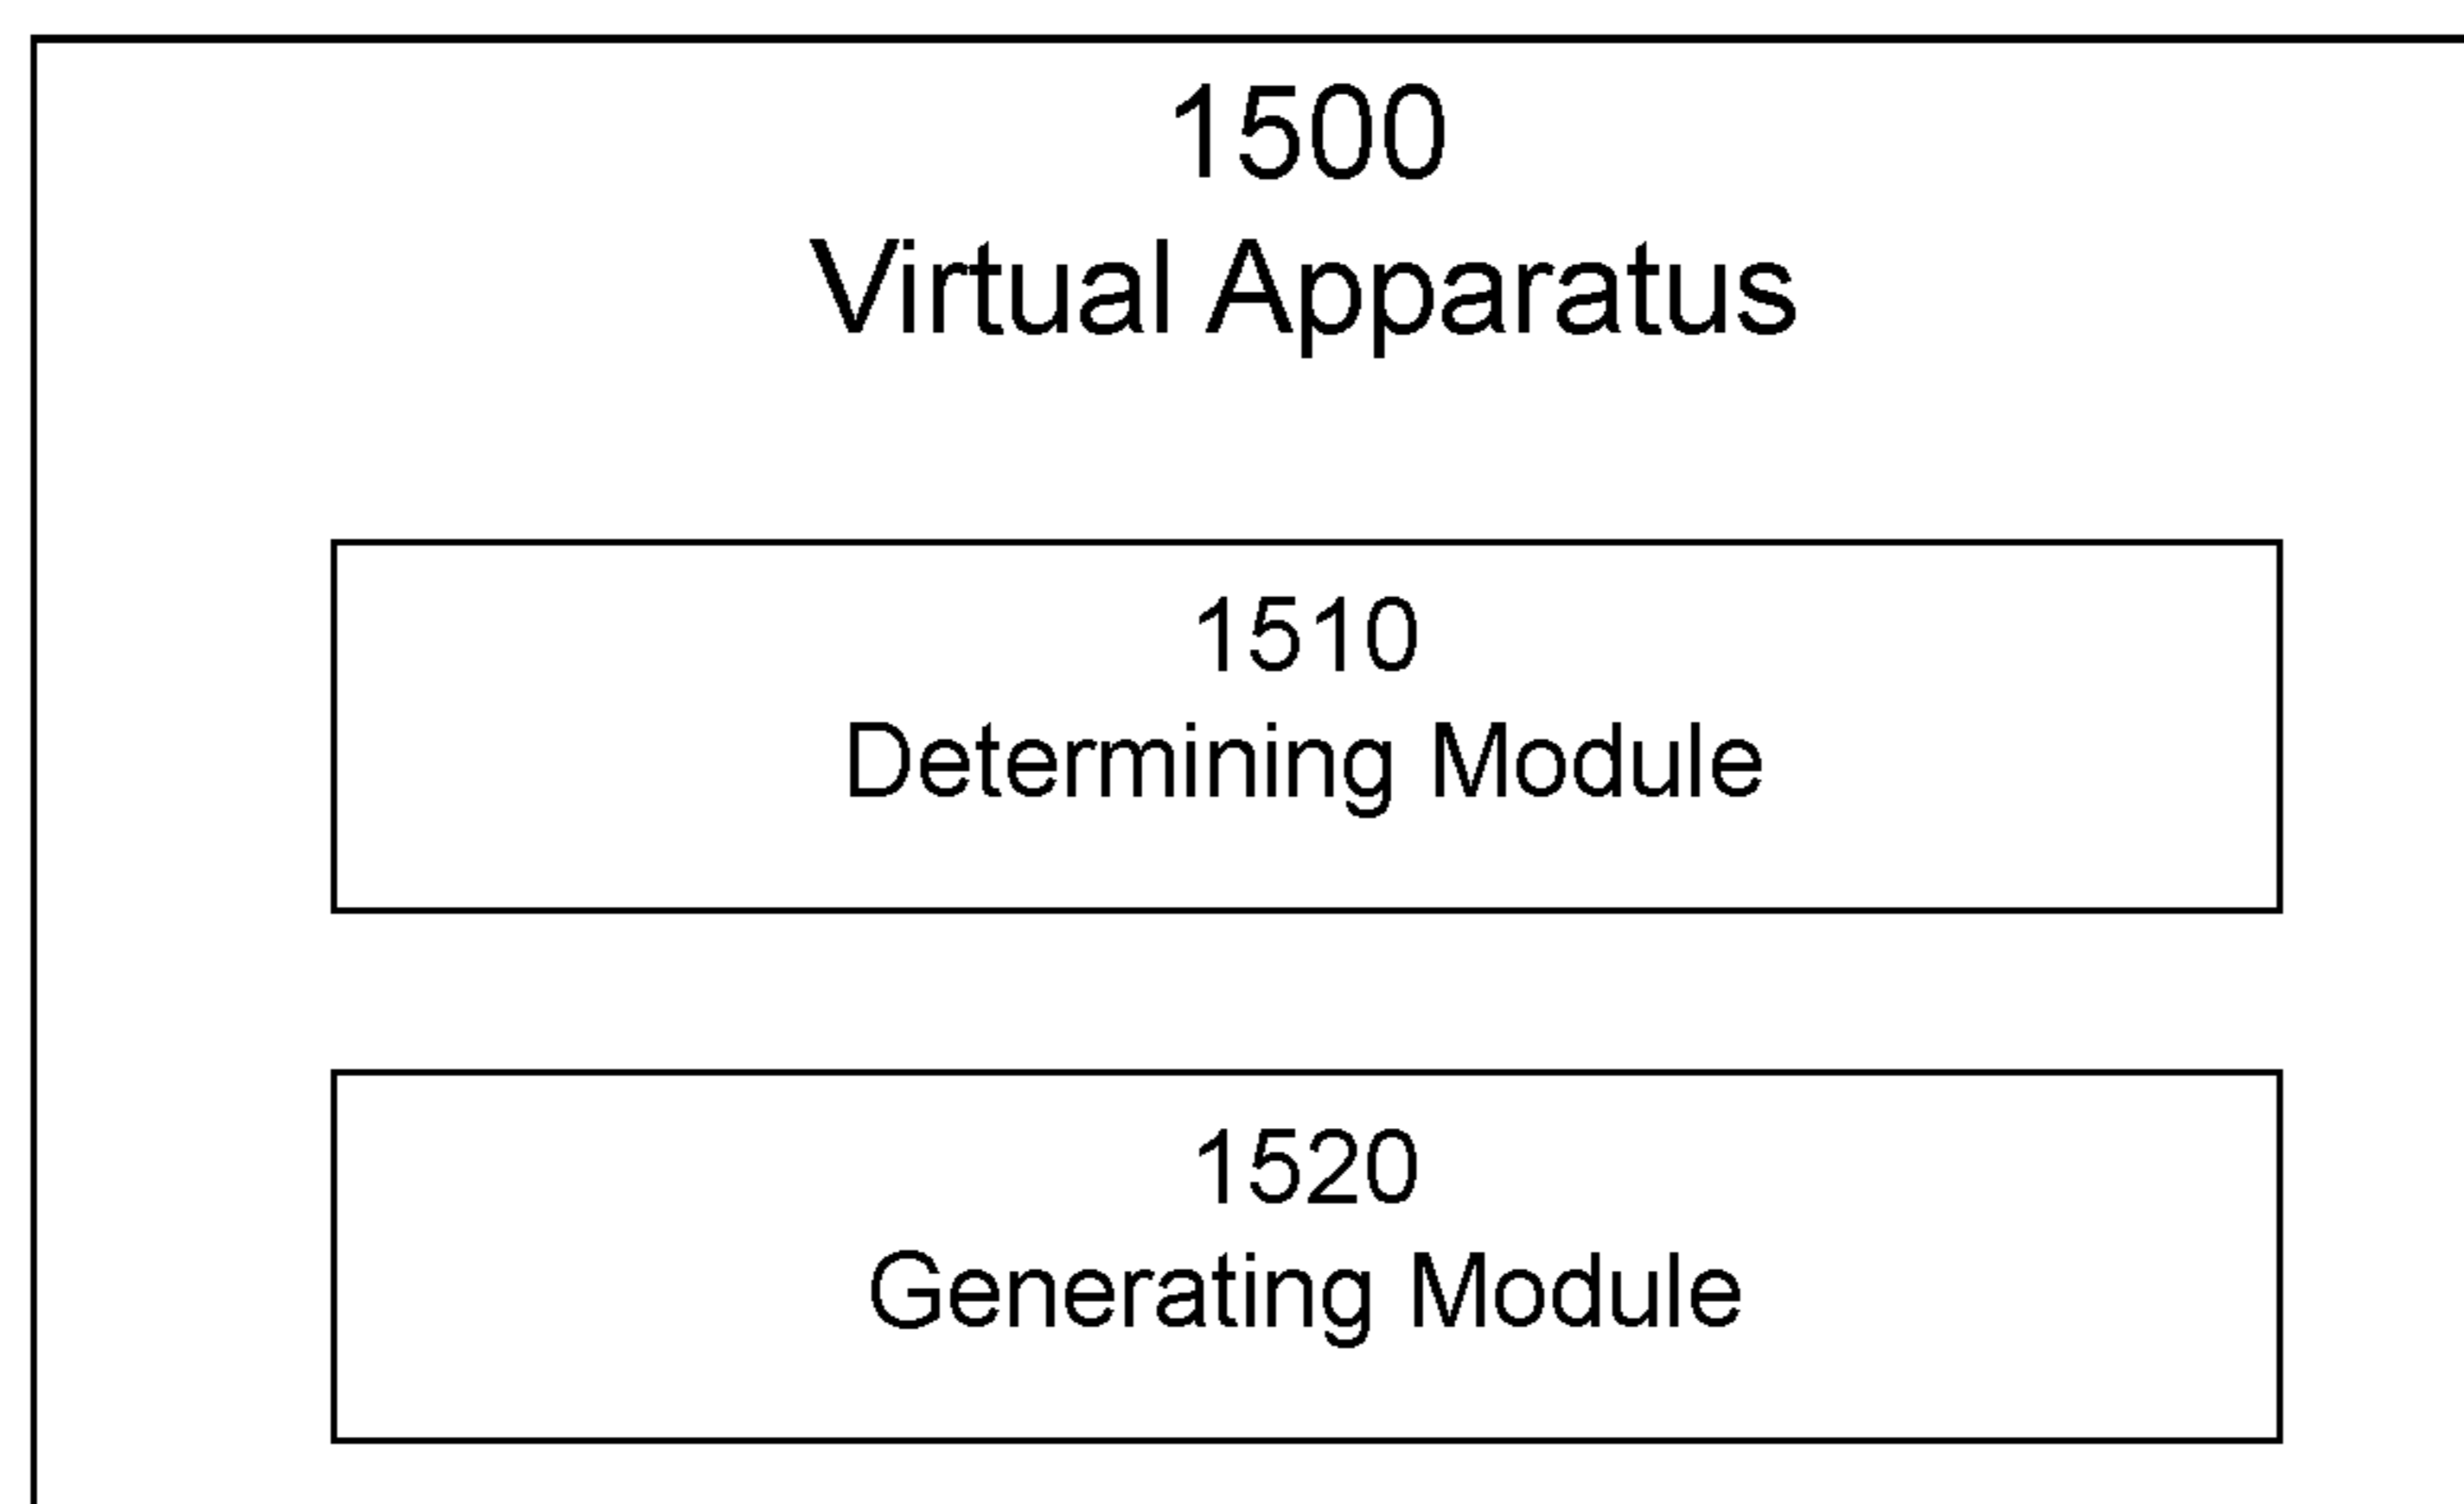 1500
Virtual Apparatus
1510
Determining Module
1520
Generating Module